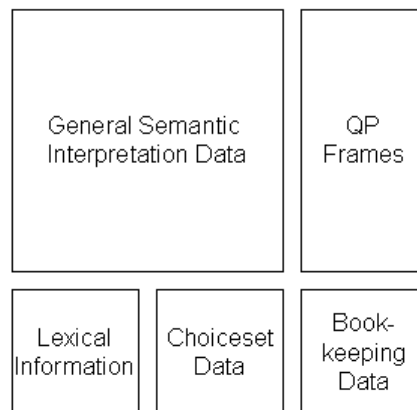 General Semantic
Interpretation Data
QP
Frames
Lexical
Information
Choiceset
Data
Book-
keeping
Data